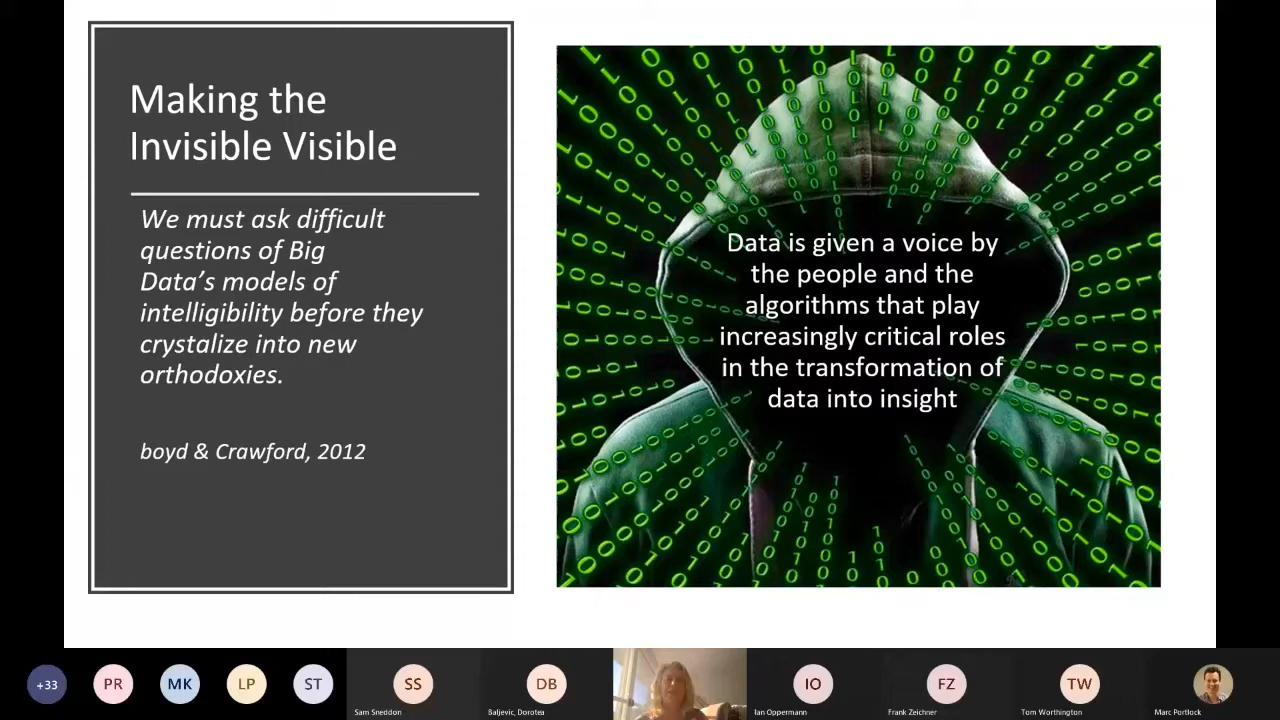 Making the
Invisible Visible
We must ask difficult
questions of Big
Data’s models of
intelligibility before they
crystalize into new
orthodoxies.
boyd & Crawford, 2012
Data is given a voice by
the people and the
algorithms that play
increasingly critical roles
in the transformation of
data into insight
+33
PR
MK
LP
ST
SS
Sam Sneddon
DB
Baljevic, Dorotea
IO
Ian Oppermann
FZ
Frank Zeichner
TW
Tom Worthington
Marc Portlock